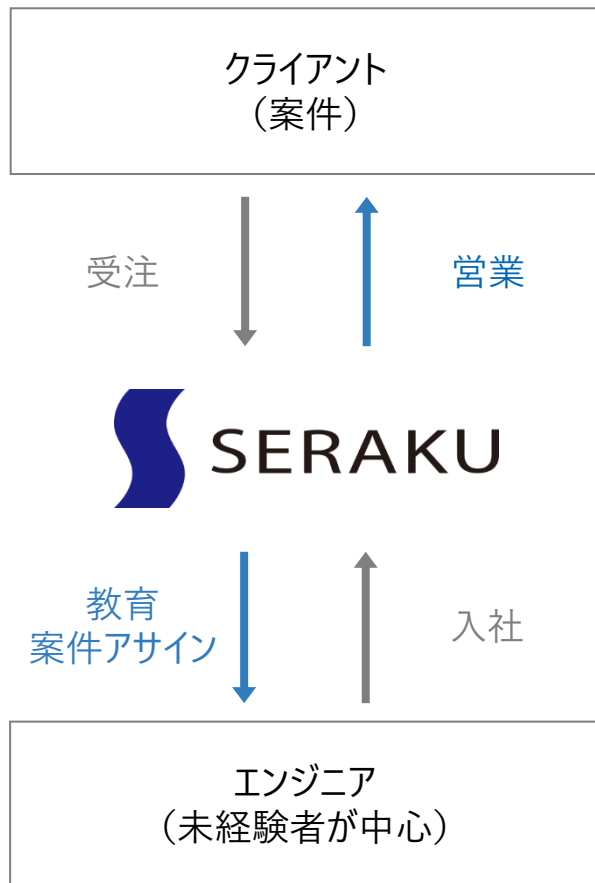 クライアント
（案件）
受注
営業
SERAKU
教育
案件アサイン
入社
エンジニア
（未経験者が中心）